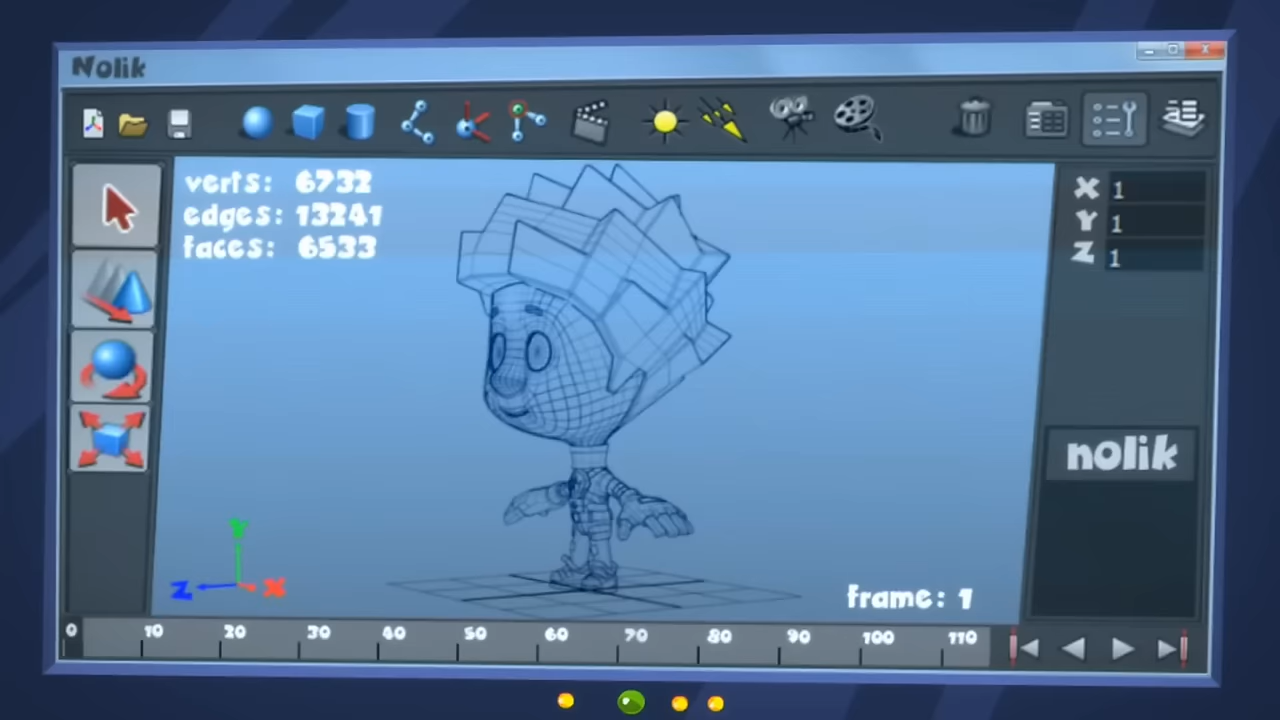 Nolik
verts: 6732
edges: 13241
faces: 6533
X 1
Y 1
Z 1
nolik
Y
Z X
frame: 1
0 10 20 30 40 50 60 70 80 90 100 110